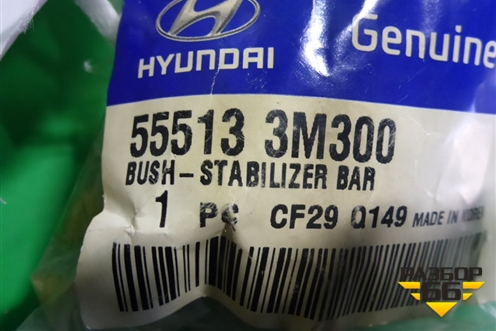 HYUNDAI
Genuine
55513 3M300
BUSH-STABILIZER BAR
1 PC CF29 Q149 MADE IN KOREA
РАЗБОР
66